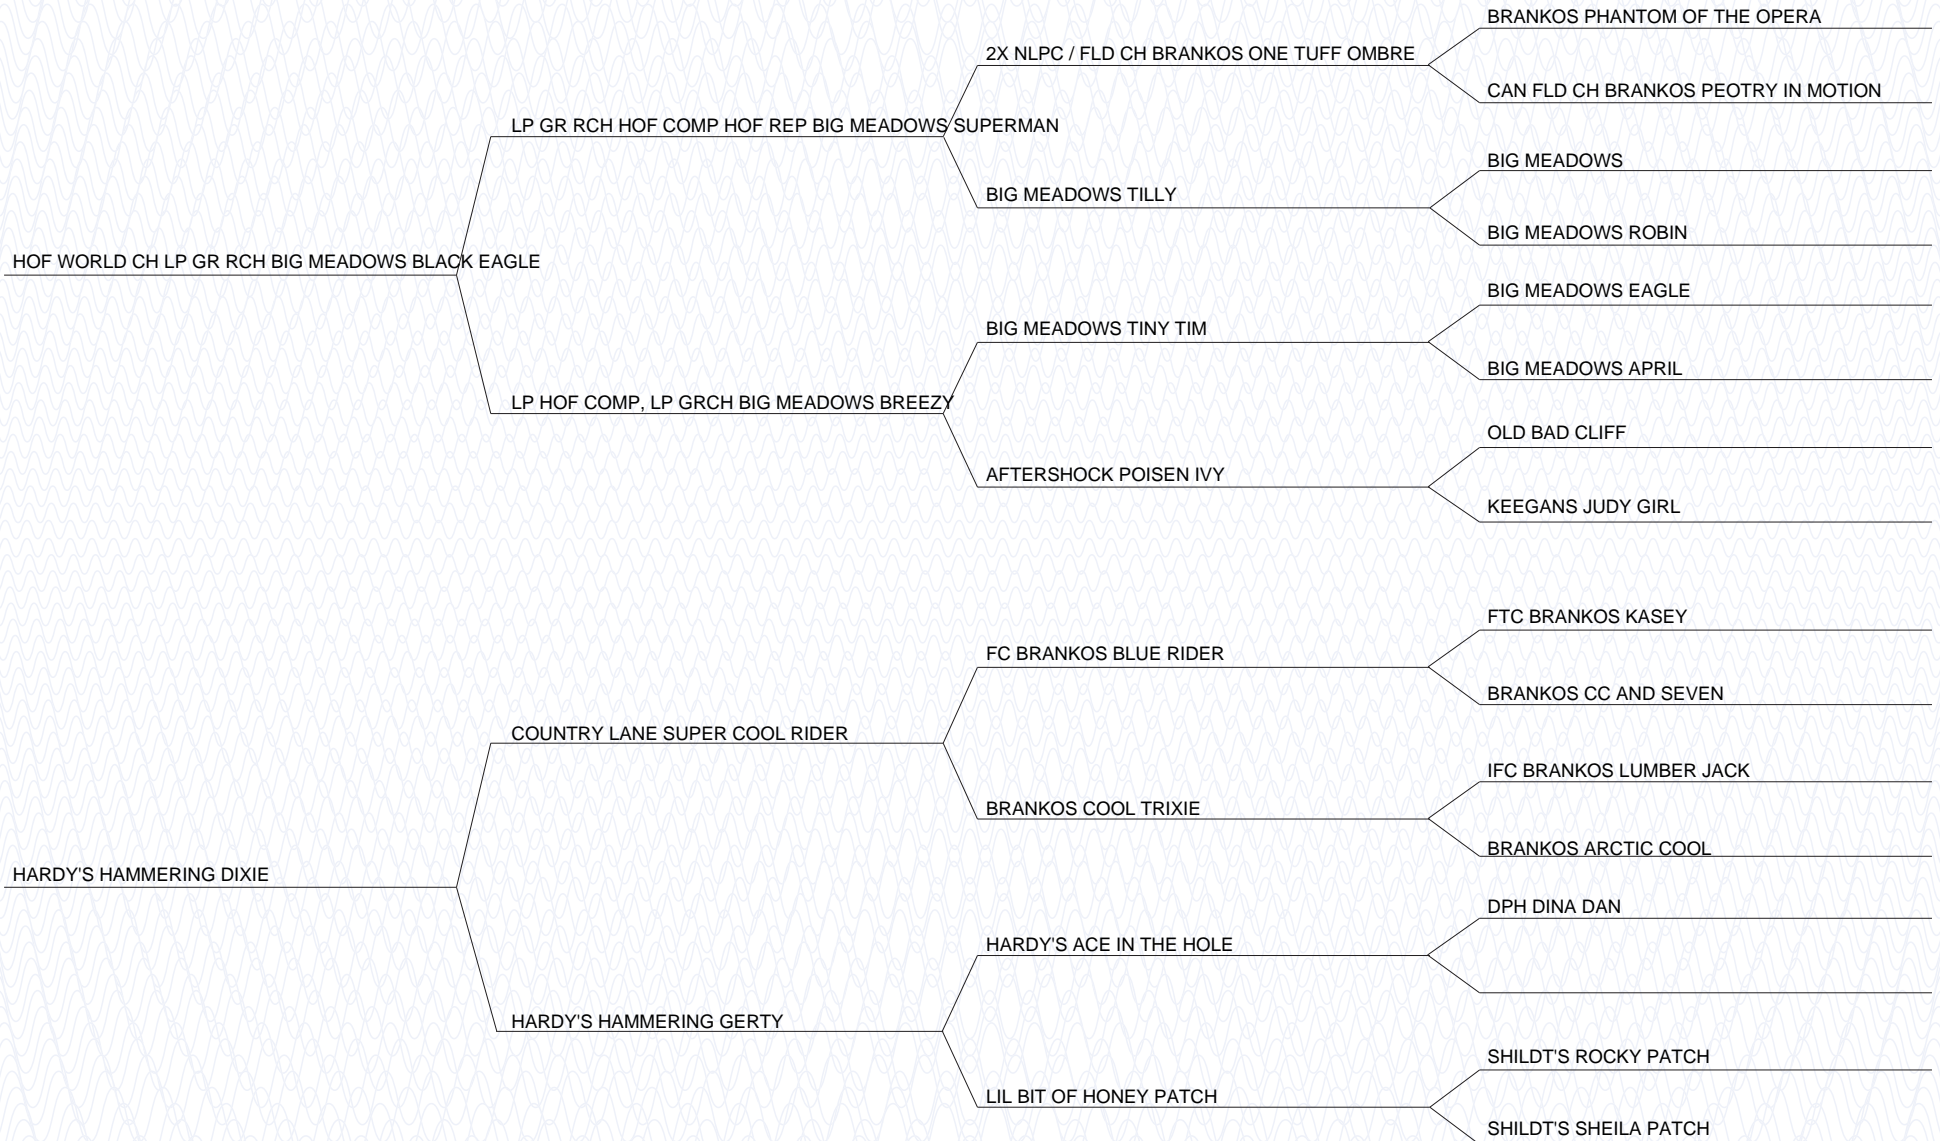 BRANKOS PHANTOM OF THE OPERA
2X NLPC / FLD CH BRANKOS ONE TUFF OMBRE
CAN FLD CH BRANKOS PEOTRY IN MOTION
LP GR RCH HOF COMP HOF REP BIG MEADOWS SUPERMAN
BIG MEADOWS
BIG MEADOWS TILLY
BIG MEADOWS ROBIN
HOF WORLD CH LP GR RCH BIG MEADOWS BLACK EAGLE
BIG MEADOWS EAGLE
BIG MEADOWS TINY TIM
BIG MEADOWS APRIL
LP HOF COMP, LP GRCH BIG MEADOWS BREEZY
OLD BAD CLIFF
AFTERSHOCK POISEN IVY
KEEGANS JUDY GIRL
FTC BRANKOS KASEY
FC BRANKOS BLUE RIDER
BRANKOS CC AND SEVEN
COUNTRY LANE SUPER COOL RIDER
IFC BRANKOS LUMBER JACK
BRANKOS COOL TRIXIE
BRANKOS ARCTIC COOL
HARDY'S HAMMERING DIXIE
DPH DINA DAN
HARDY'S ACE IN THE HOLE
HARDY'S HAMMERING GERTY
SHILDT'S ROCKY PATCH
LIL BIT OF HONEY PATCH
SHILDT'S SHEILA PATCH